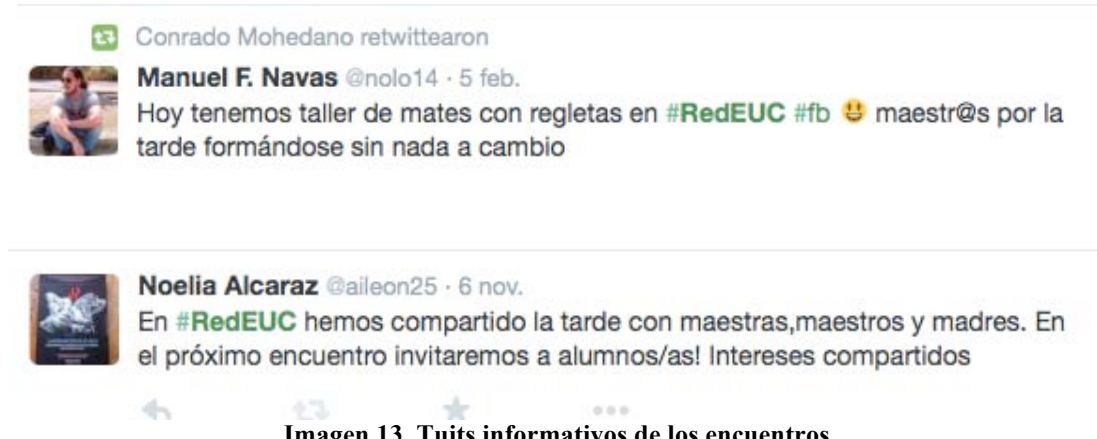 Conrado Mohedano retwittearon
Manuel F. Navas @nolo14 · 5 feb.
Hoy tenemos taller de mates con regletas en #RedEUC #fb 😃 maestr@s por la
tarde formándose sin nada a cambio
Noelia Alcaraz @aileon25 · 6 nov.
En #RedEUC hemos compartido la tarde con maestras,maestros y madres. En
el próximo encuentro invitaremos a alumnos/as! Intereses compartidos
Imagen 13. Tuits informativos de los encuentros